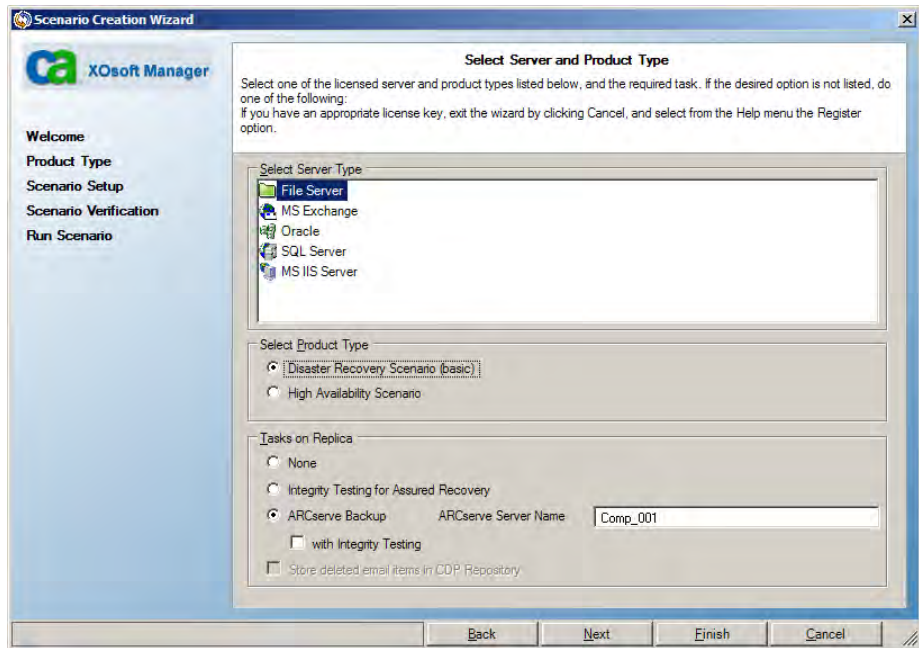 Scenario Creation Wizard
ca
XOsoft Manager
Welcome
Product Type
Scenario Setup
Scenario Verification
Run Scenario
Select Server and Product Type
Select one of the licensed server and product types listed below, and the required task. If the desired option is not listed, do
one of the following:
If you have an appropriate license key, exit the wizard by clicking Cancel, and select from the Help menu the Register
option.
Select Server Type
File Server
MS Exchange
Oracle
SQL Server
MS IIS Server
Select Product Type
Disaster Recovery Scenario (basic)
High Availability Scenario
Tasks on Replica
None
Integrity Testing for Assured Recovery
ARCserve Backup ARCserve Server Name Comp_001
with Integrity Testing
Store deleted email items in CDP Repository
Back Next Finish Cancel